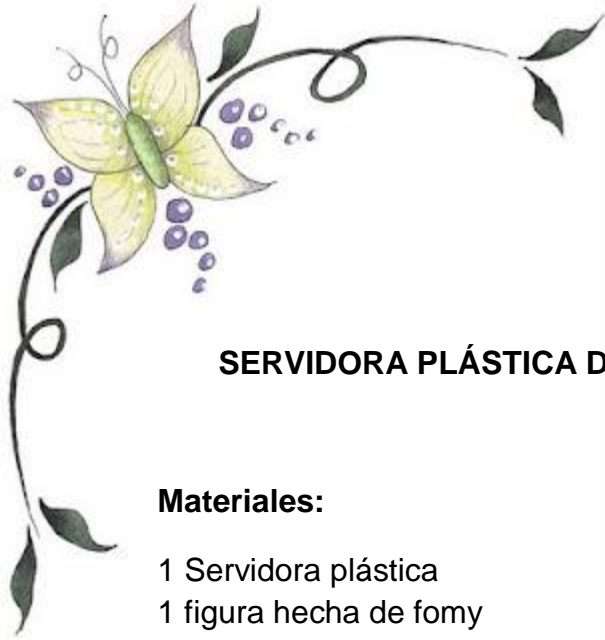 SERVIDORA PLÁSTICA
Materiales:
1 Servidora plástica
1 figura hecha de fomy